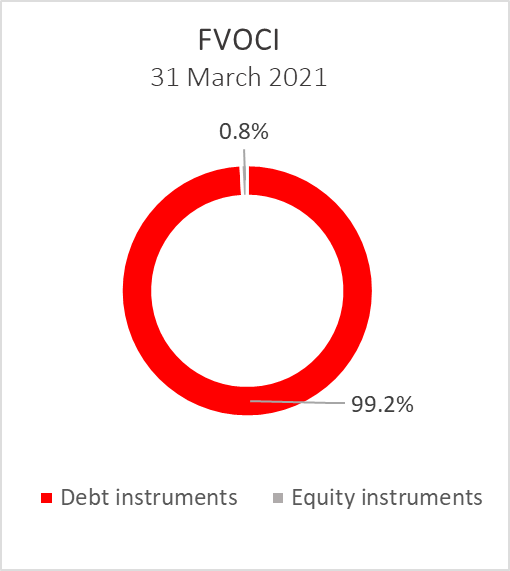 FVOCI
31 March 2021
0.8%
99.2%
Debt instruments
Equity instruments